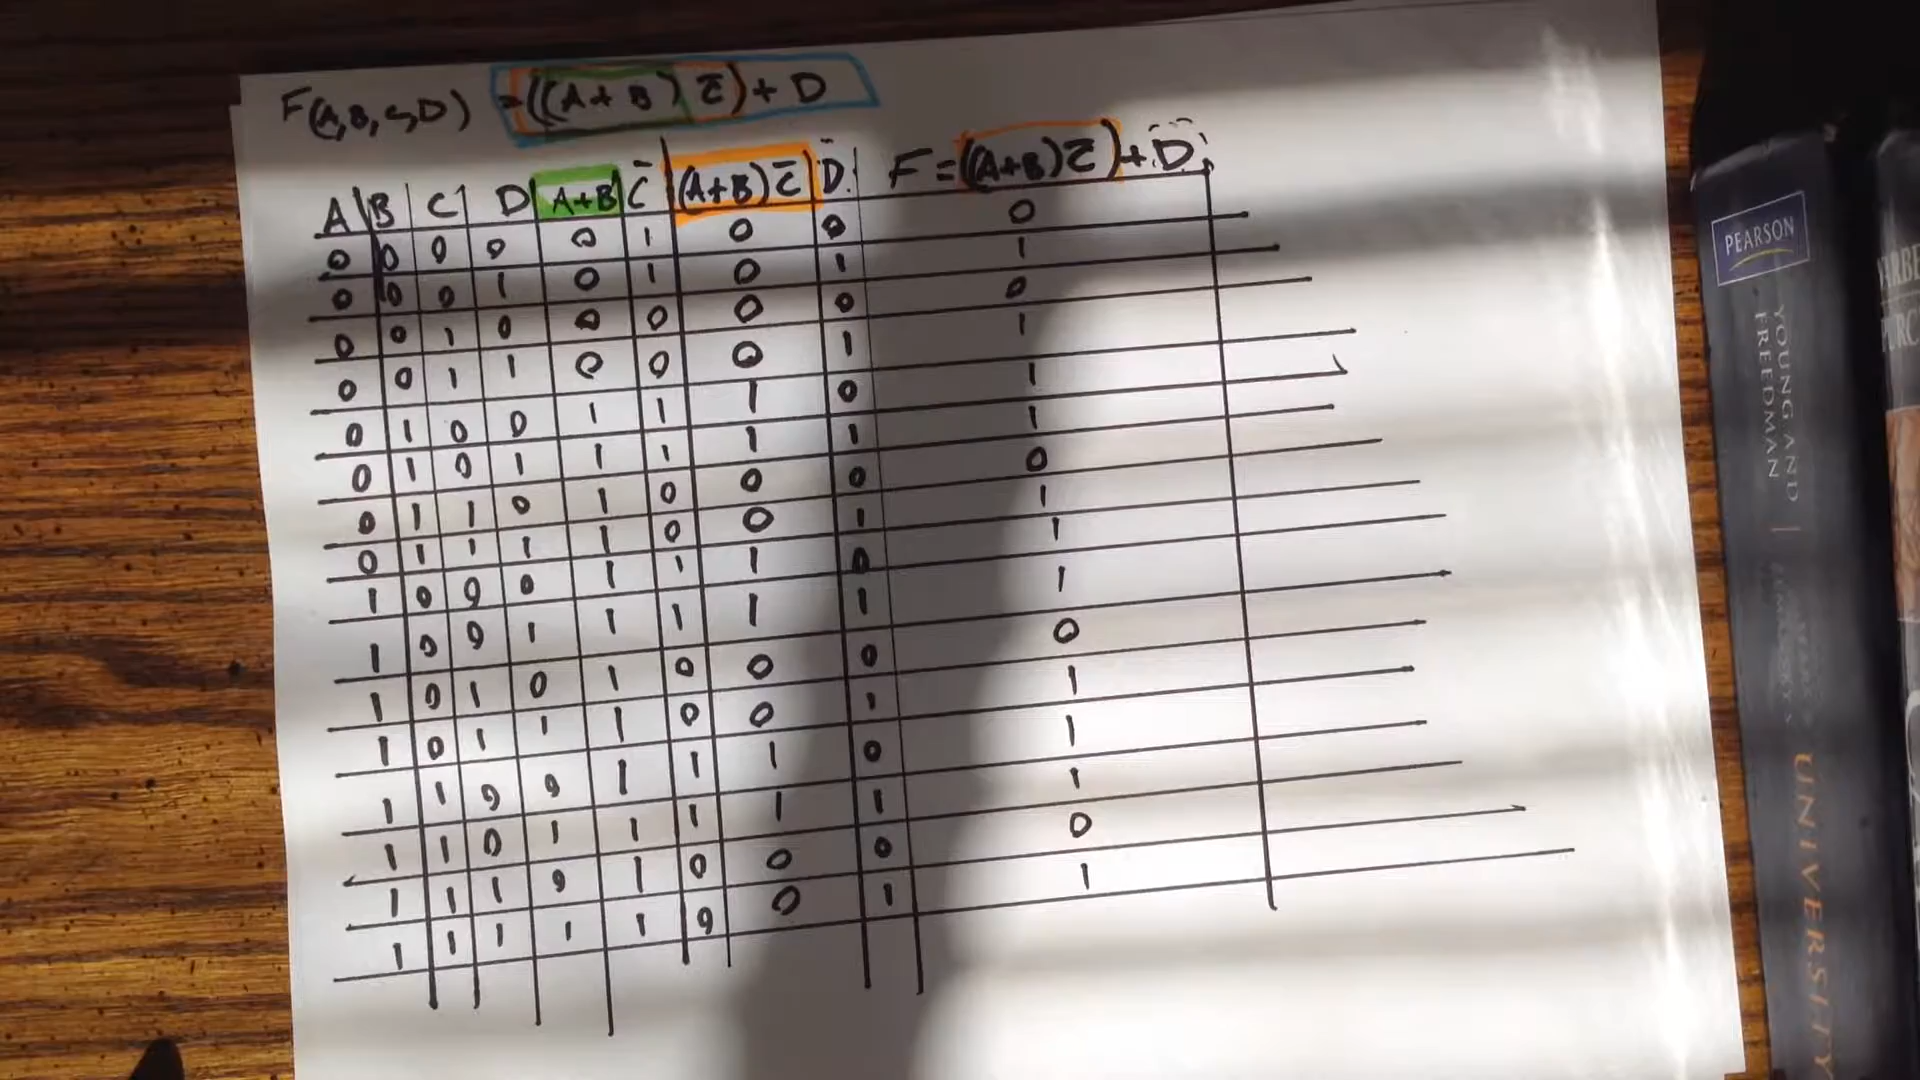 F(A,B,C,D) = ((A+B) C̅) + D
A B C D A+B C̅ (A+B)C̅ D F = ((A+B)C̅) + D
0 0 0 0 0 1 0 0 0
0 0 0 1 0 1 0 1 1
0 0 1 0 0 0 0 0 0
0 0 1 1 0 0 0 1 1
0 1 0 0 1 1 1 0 1
0 1 0 1 1 1 1 1 1
0 1 1 0 1 0 0 0 0
0 1 1 1 1 0 0 1 1
1 0 0 0 1 1 1 0 1
1 0 0 1 1 1 1 1 1
1 0 1 0 1 0 0 0 0
1 0 1 1 1 0 0 1 1
1 1 0 0 1 1 1 0 1
1 1 0 1 1 1 1 1 1
1 1 1 0 1 0 0 0 0
1 1 1 1 1 0 0 1 1
PEARSON
YOUNG AND
FREEDMAN
UNIVERSITY